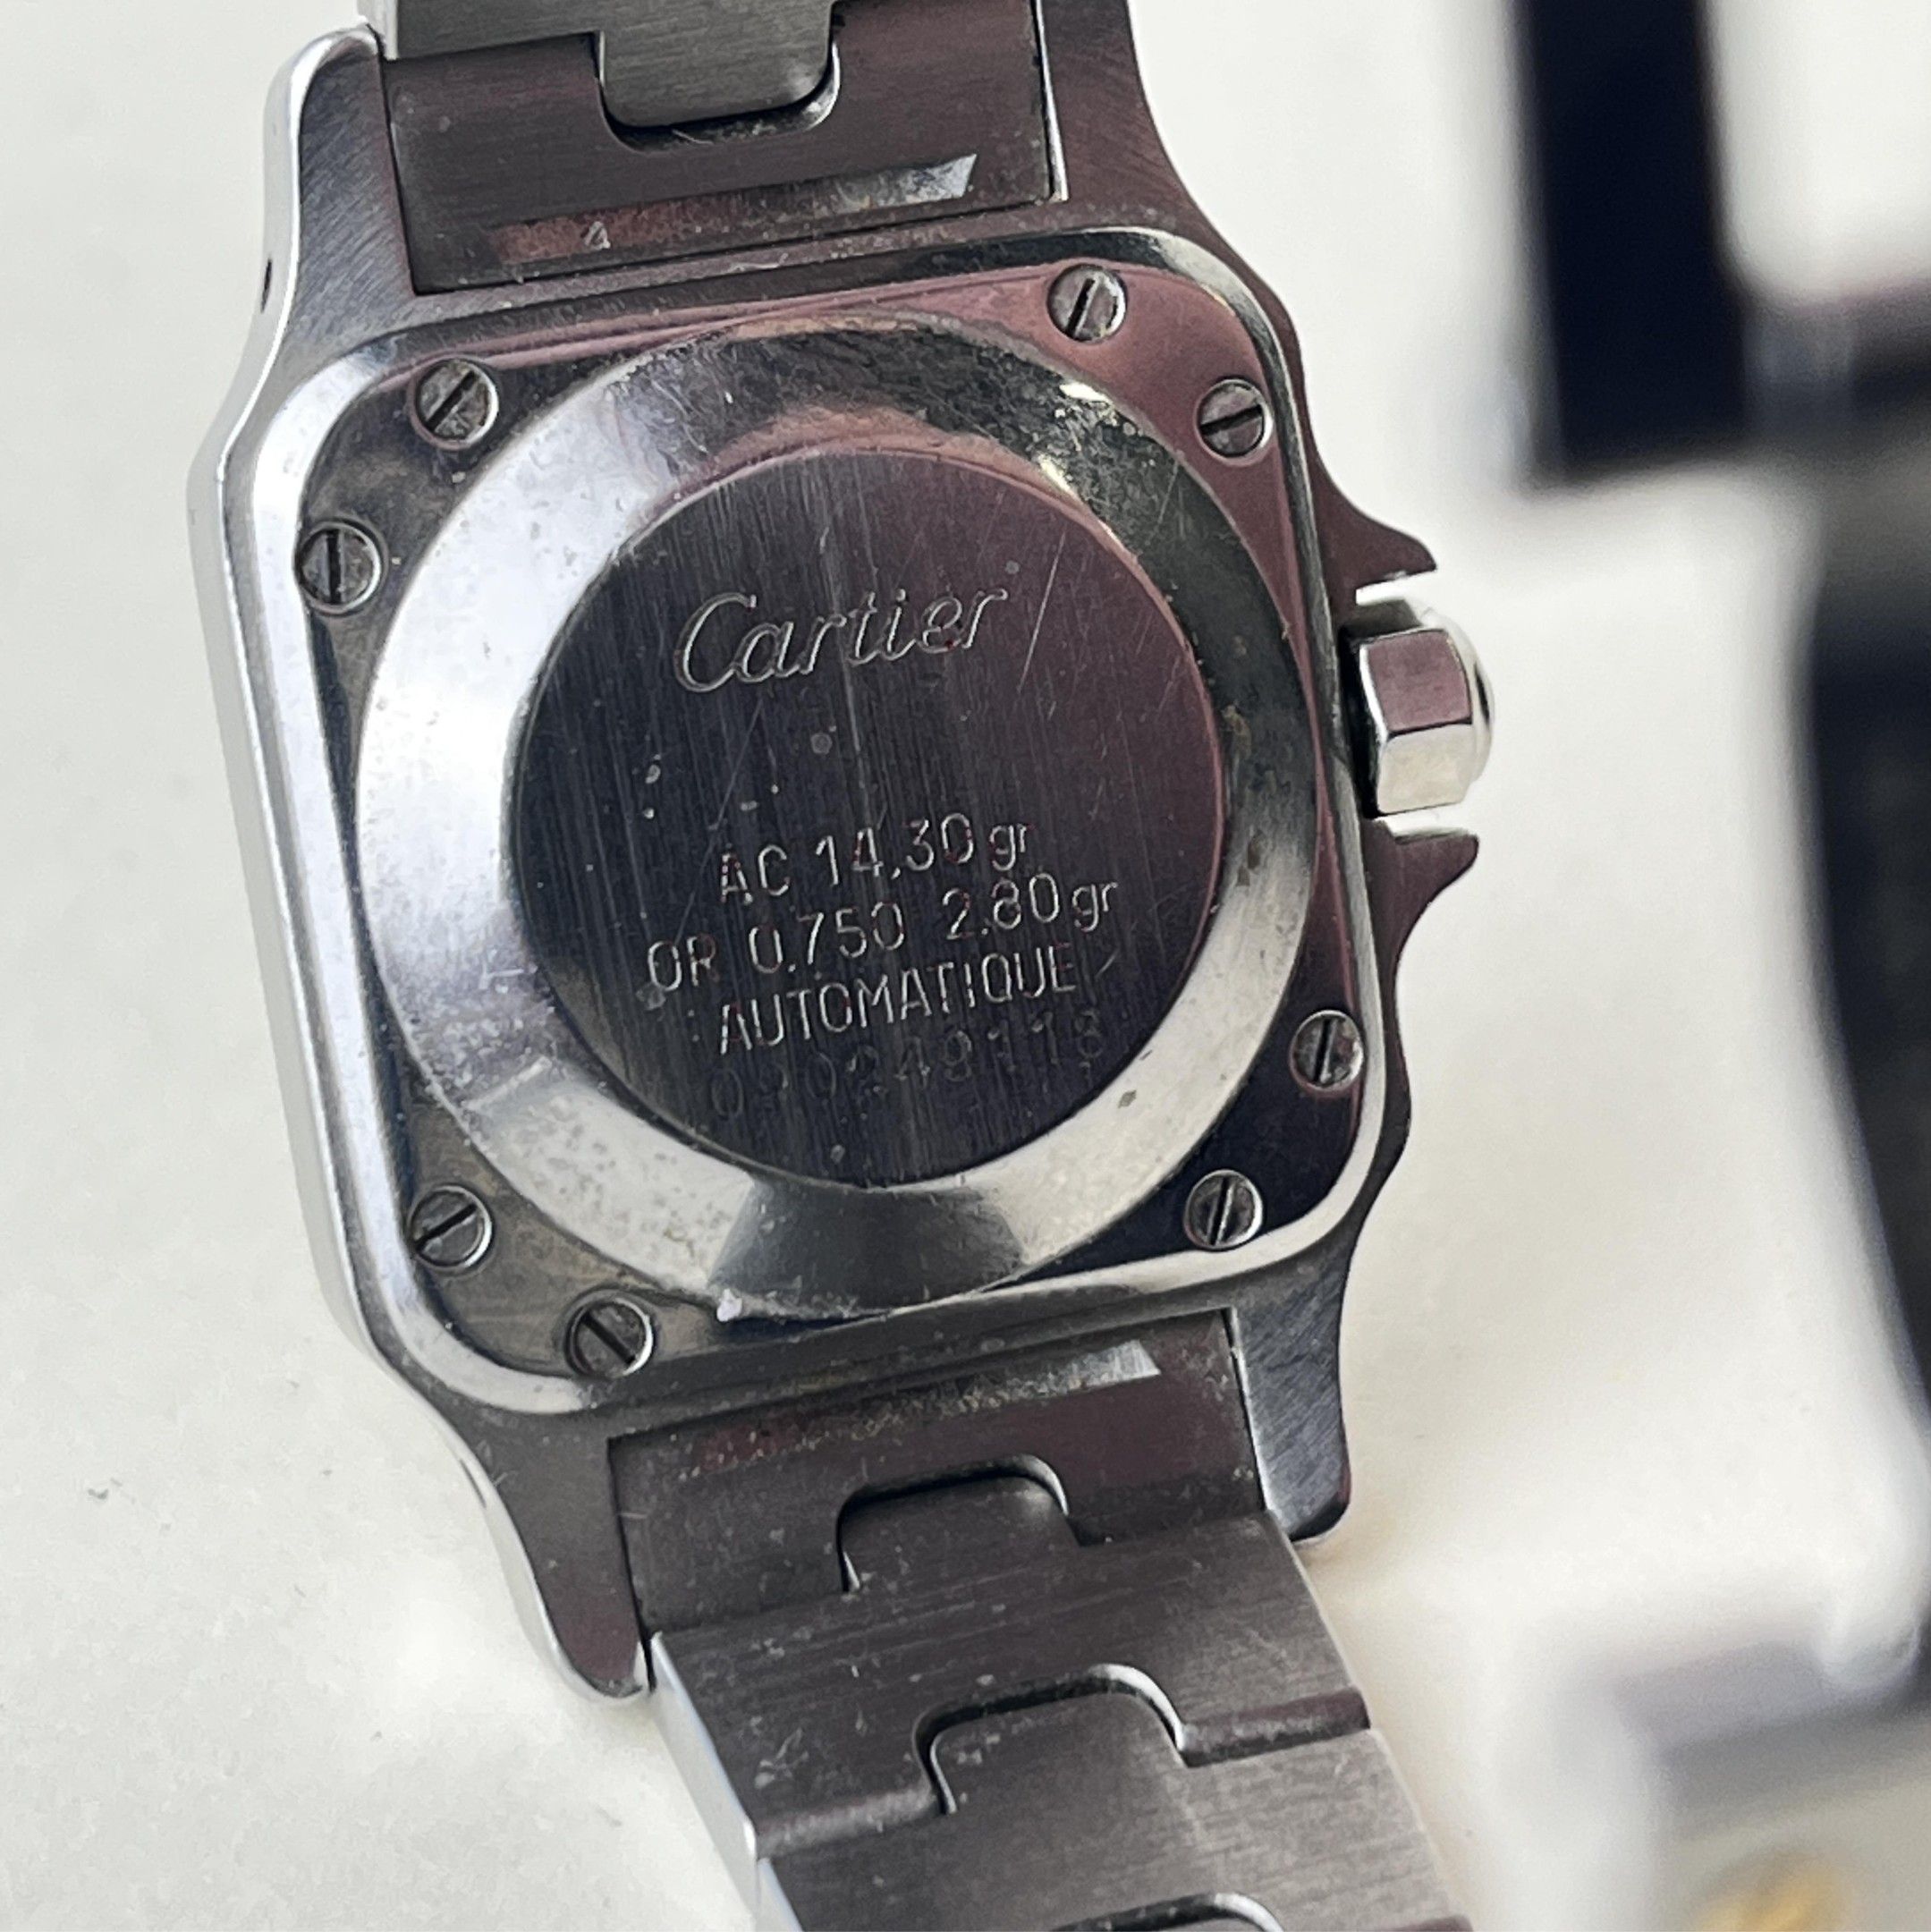 Cartier
AC 14.30 gr
OR 0.750 2.80 gr
AUTOMATIQUE